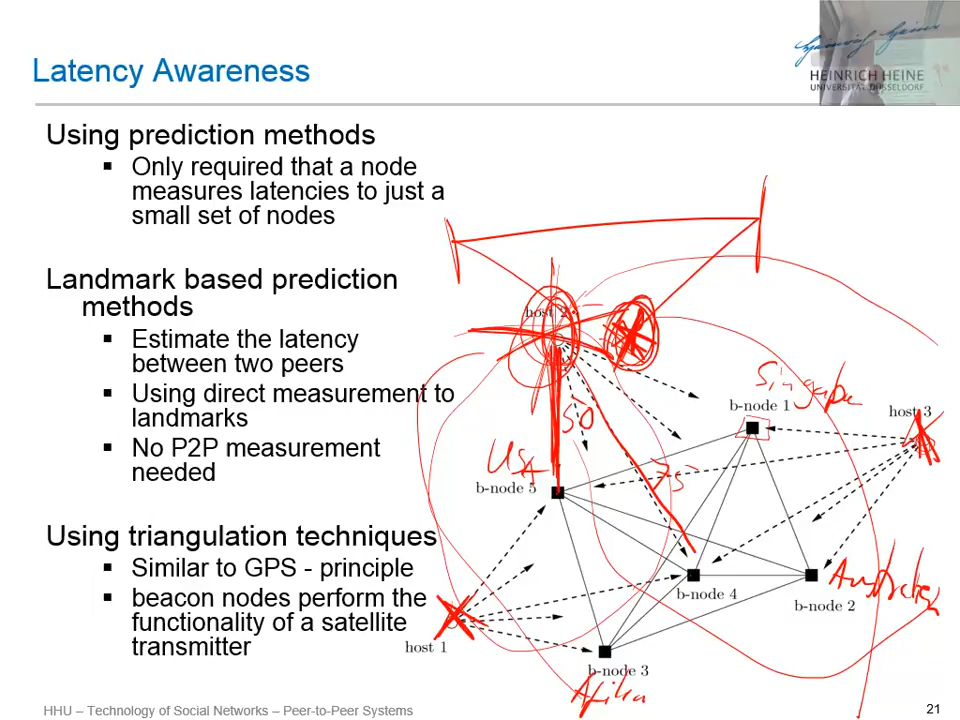 Heinrich Heine
HEINRICH HEINE
UNIVERSITÄT DÜSSELDORF
Latency Awareness
Using prediction methods
▪ Only required that a node
measures latencies to just a
small set of nodes
Landmark based prediction
methods
▪ Estimate the latency
between two peers
▪ Using direct measurement to
landmarks
▪ No P2P measurement
needed
Using triangulation techniques
▪ Similar to GPS - principle
▪ beacon nodes perform the
functionality of a satellite
transmitter
host 2
Singapur
b-node 1
host 3
50
USA
75
b-node 5
Australien
b-node 4
b-node 2
host 1
b-node 3
Afrika
HHU – Technology of Social Networks – Peer-to-Peer Systems
21